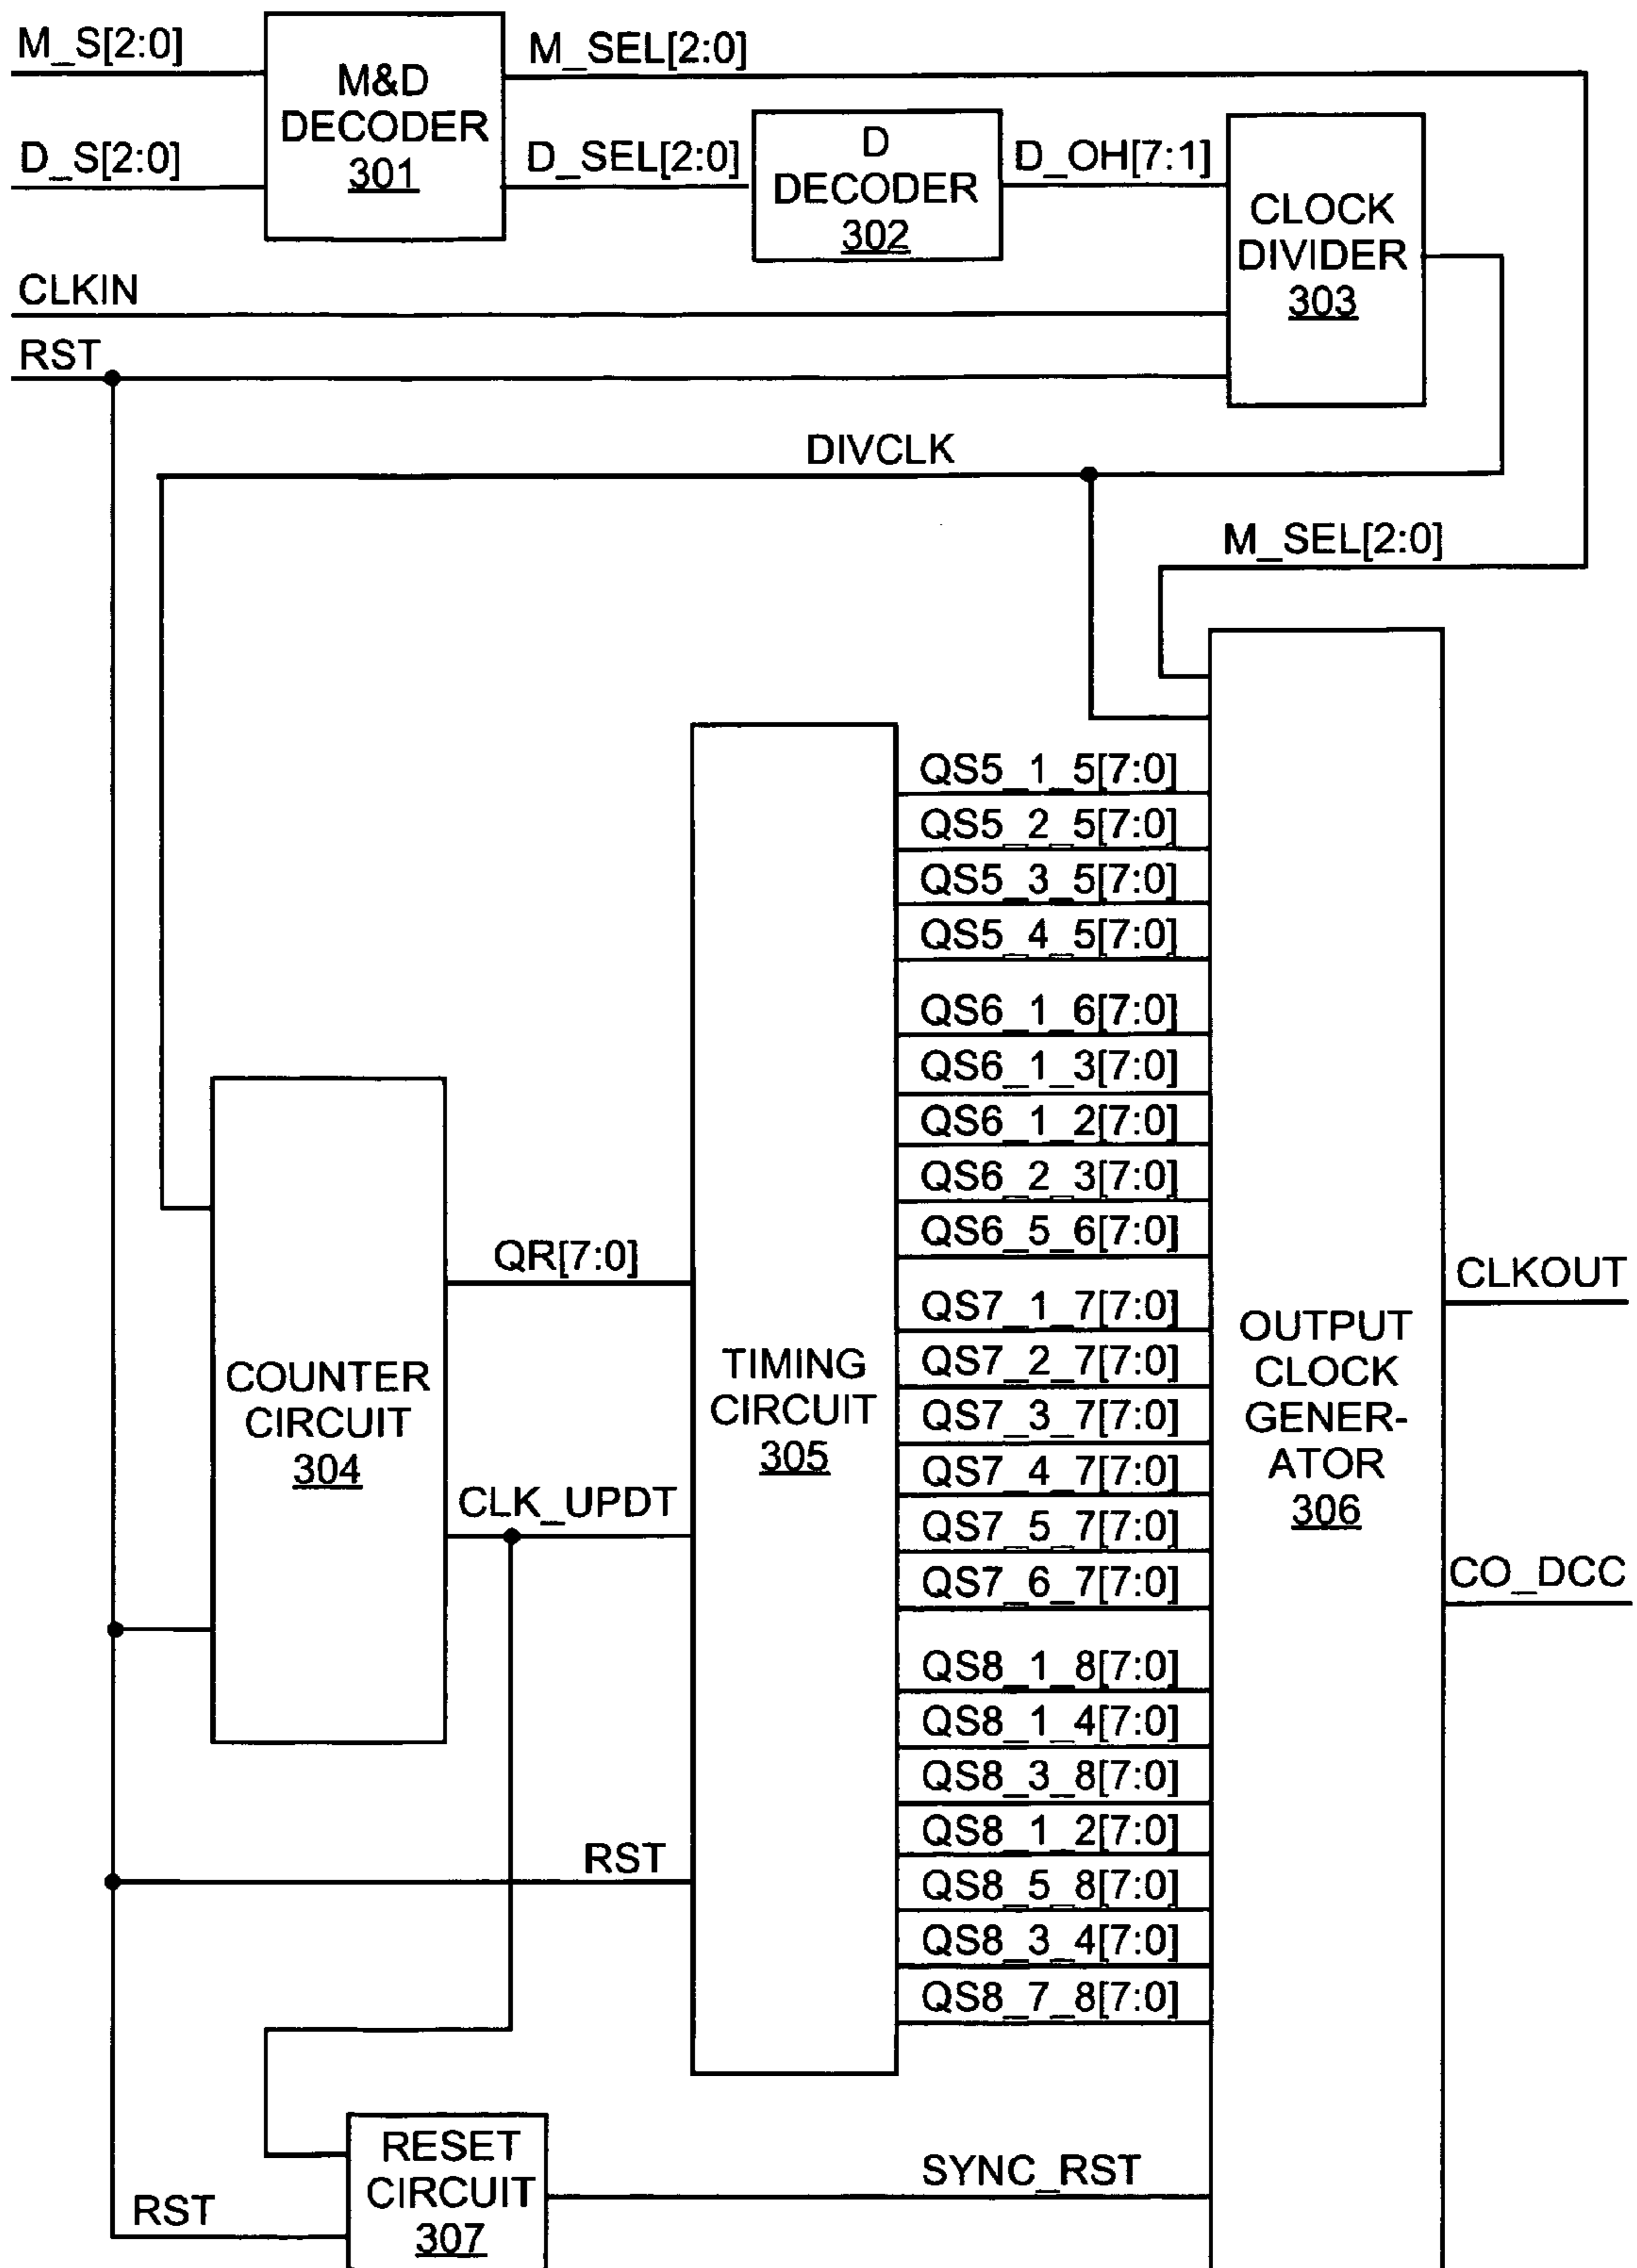 M_S[2:0]
M&D
DECODER
301
M_SEL[2:0]
D_S[2:0]
D_SEL[2:0]
D
DECODER
302
D_OH[7:1]
CLOCK
DIVIDER
303
CLKIN
RST
DIVCLK
M_SEL[2:0]
QS5_1_5[7:0]
QS5_2_5[7:0]
QS5_3_5[7:0]
QS5_4_5[7:0]
QS6_1_6[7:0]
QS6_1_3[7:0]
QS6_1_2[7:0]
QS6_2_3[7:0]
QS6_5_6[7:0]
QS7_1_7[7:0]
QS7_2_7[7:0]
QS7_3_7[7:0]
QS7_4_7[7:0]
QS7_5_7[7:0]
QS7_6_7[7:0]
QS8_1_8[7:0]
QS8_1_4[7:0]
QS8_3_8[7:0]
QS8_1_2[7:0]
QS8_5_8[7:0]
QS8_3_4[7:0]
QS8_7_8[7:0]
COUNTER
CIRCUIT
304
QR[7:0]
CLK_UPDT
TIMING
CIRCUIT
305
OUTPUT
CLOCK
GENER-
ATOR
306
CLKOUT
CO_DCC
RST
RESET
CIRCUIT
307
RST
SYNC_RST